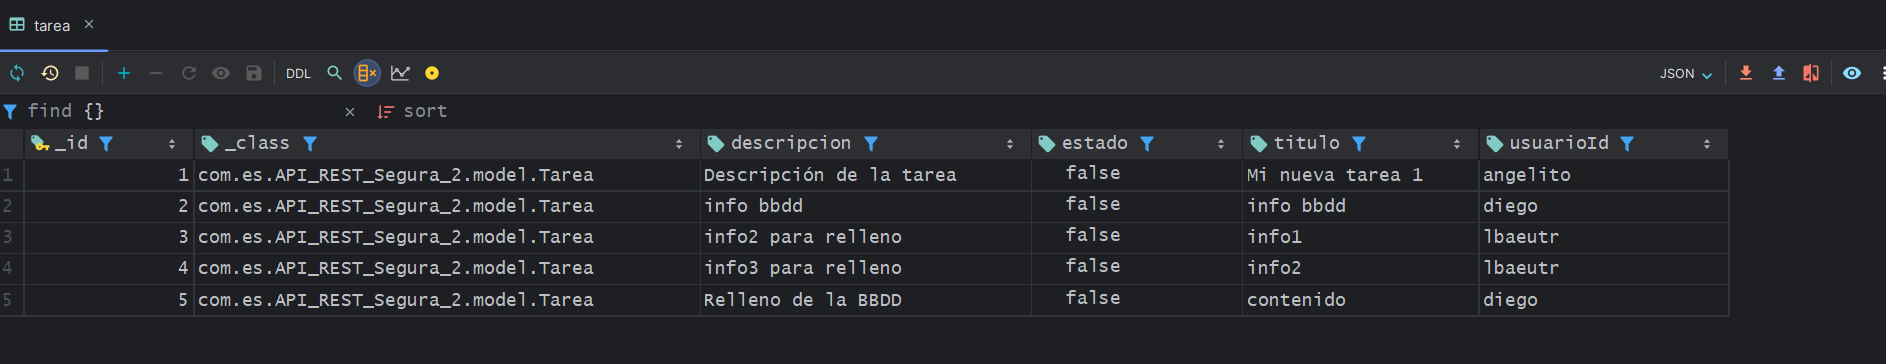 tarea
DDL JSON
find {} sort
_id _class descripcion estado titulo usuarioId
1 1 com.es.API_REST_Segura_2.model.Tarea Descripción de la tarea false Mi nueva tarea 1 angelito
2 2 com.es.API_REST_Segura_2.model.Tarea info bbdd false info bbdd diego
3 3 com.es.API_REST_Segura_2.model.Tarea info2 para relleno false info1 lbaeutr
4 4 com.es.API_REST_Segura_2.model.Tarea info3 para relleno false info2 lbaeutr
5 5 com.es.API_REST_Segura_2.model.Tarea Relleno de la BBDD false contenido diego